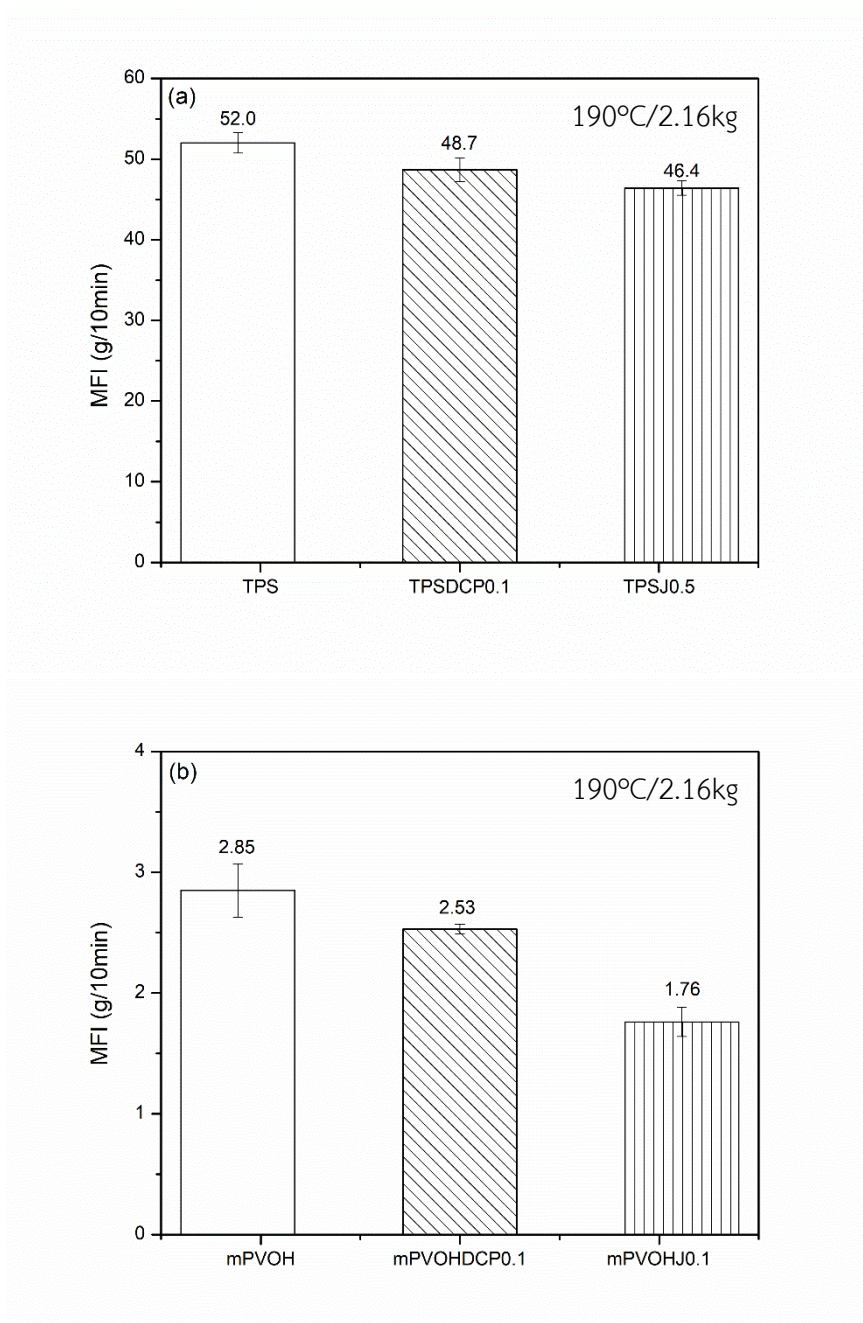 (a)
190°C/2.16kg
60
50
40
30
20
10
0
MFI (g/10min)
52.0
48.7
46.4
TPS
TPSDCP0.1
TPSJ0.5
(b)
190°C/2.16kg
4
3
2
1
0
MFI (g/10min)
2.85
2.53
1.76
mPVOH
mPVOHDCP0.1
mPVOHJ0.1